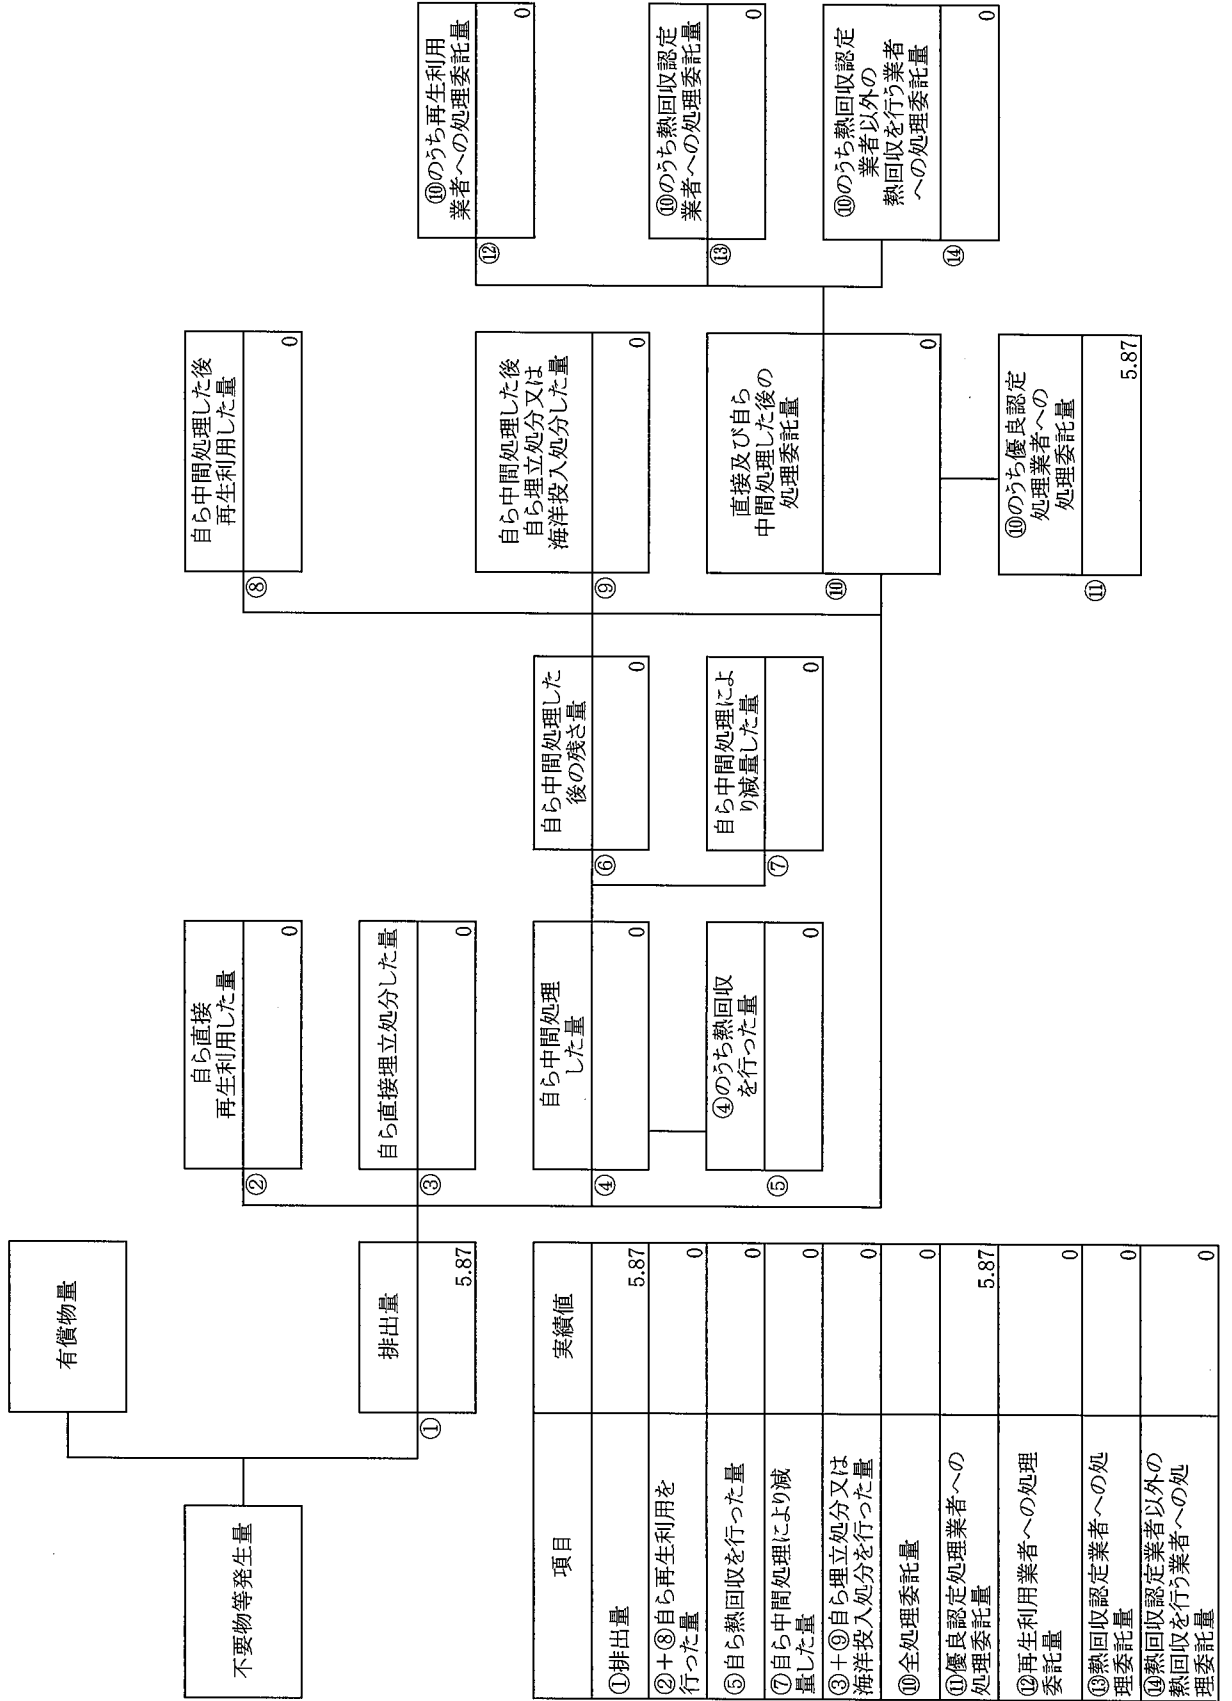 有償物量
不要物等発生量
排出量
①
5.87
自ら直接
再生利用した量
②
0
自ら直接埋立処分した量
③
0
自ら中間処理
した量
④
0
④のうち熱回収
を行った量
⑤
0
自ら中間処理した
後の残さ量
⑥
0
自ら中間処理によ
り減量した量
⑦
0
自ら中間処理した後
再生利用した量
⑧
0
自ら中間処理した後
自ら埋立処分又は
海洋投入処分した量
⑨
0
直接及び自ら
中間処理した後の
処理委託量
⑩
0
⑩のうち優良認定
処理業者への
処理委託量
⑪
5.87
⑩のうち再生利用
業者への処理委託量
⑫
0
⑩のうち熱回収認定
業者への処理委託量
⑬
0
⑩のうち熱回収認定
業者以外の
熱回収を行う業者
への処理委託量
⑭
0
項目 実績値
①排出量 5.87
②+⑧自ら再生利用を
行った量 0
⑤自ら熱回収を行った量 0
⑦自ら中間処理により減
量した量 0
③+⑨自ら埋立処分又は
海洋投入処分を行った量 0
⑩全処理委託量 0
⑪優良認定処理業者への
処理委託量 5.87
⑫再生利用業者への処理
委託量 0
⑬熱回収認定業者への処
理委託量 0
⑭熱回収認定業者以外の
熱回収を行う業者への処
理委託量 0